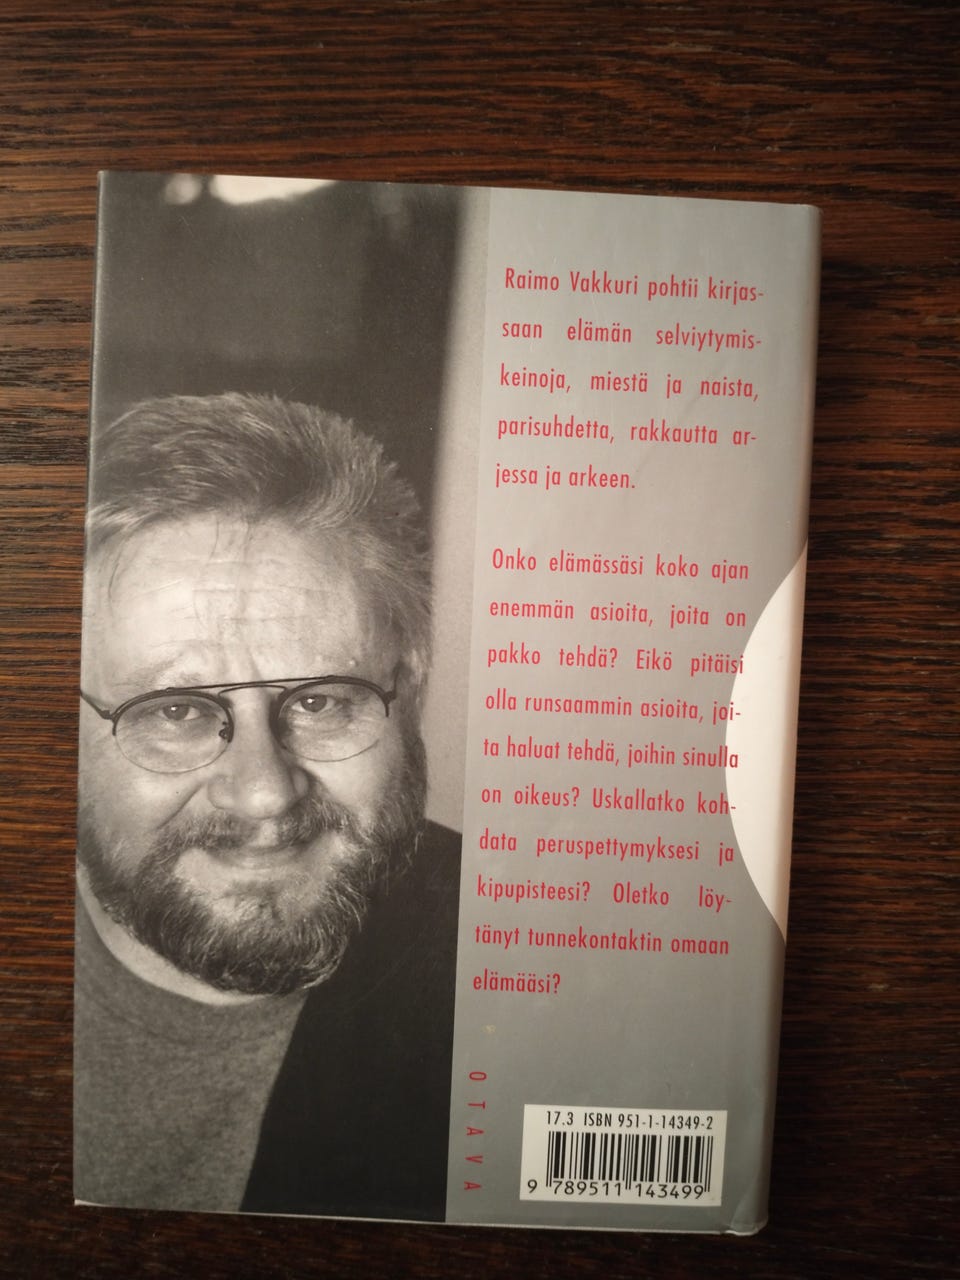 Raimo Vakkuri pohtii kirjas-
saan elämän selviytymis-
keinoja, miestä ja naista,
parisuhdetta, rakkautta ar-
jessa ja arkeen.
Onko elämässäsi koko ajan
enemmän asioita, joita on
pakko tehdä? Eikö pitäisi
olla runsaammin asioita, joi-
ta haluat tehdä, joihin sinulla
on oikeus? Uskallatko koh-
data peruspettymyksesi ja
kipupisteesi? Oletko löy-
tänyt tunnekontaktin omaan
elämääsi?
OTAVA
17.3 ISBN 951-1-14349-2
9 789511 143499